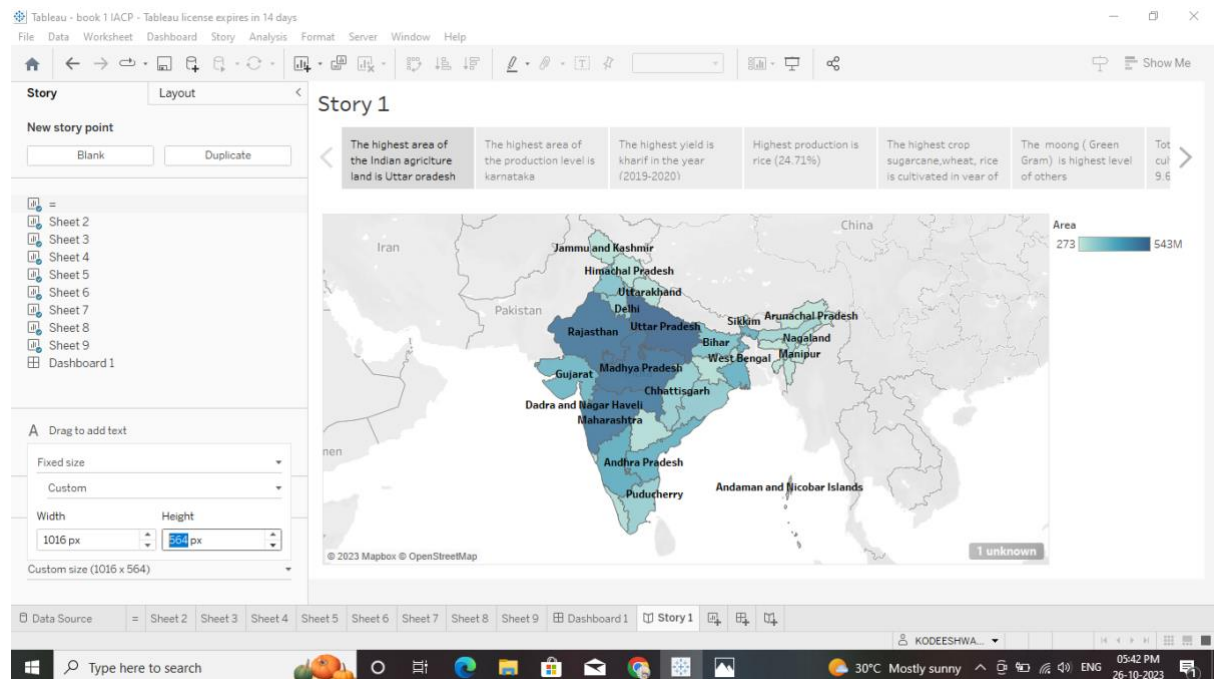 Tableau - book 1 IACP - Tableau license expires in 14 days
File Data Worksheet Dashboard Story Analysis Format Server Window Help
Show Me
Story Layout
New story point
Blank Duplicate
=
Sheet 2
Sheet 3
Sheet 4
Sheet 5
Sheet 6
Sheet 7
Sheet 8
Sheet 9
Dashboard 1
A Drag to add text
Fixed size
Custom
Width Height
1016 px 564 px
Custom size (1016 x 564)
Story 1
The highest area of
the Indian agriclture
land is Uttar pradesh
The highest area of
the production level is
karnataka
The highest yield is
kharif in the year
(2019-2020)
Highest production is
rice (24.71%)
The highest crop
sugarcane,wheat, rice
is cultivated in year of
The moong ( Green
Gram) is highest level
of others
Tot
cul
9.6
Iran
China
Pakistan
men
Jammu and Kashmir
Himachal Pradesh
Uttarakhand
Delhi
Rajasthan
Uttar Pradesh
Sikkim
Arunachal Pradesh
Bihar
Nagaland
West Bengal
Manipur
Gujarat
Madhya Pradesh
Chhattisgarh
Dadra and Nagar Haveli
Maharashtra
Andhra Pradesh
Puducherry
Andaman and Nicobar Islands
© 2023 Mapbox © OpenStreetMap
1 unknown
Area
273 543M
Data Source = Sheet 2 Sheet 3 Sheet 4 Sheet 5 Sheet 6 Sheet 7 Sheet 8 Sheet 9 Dashboard 1 Story 1
KODEESHWA...
Type here to search
30°C Mostly sunny
ENG
05:42 PM
26-10-2023
1